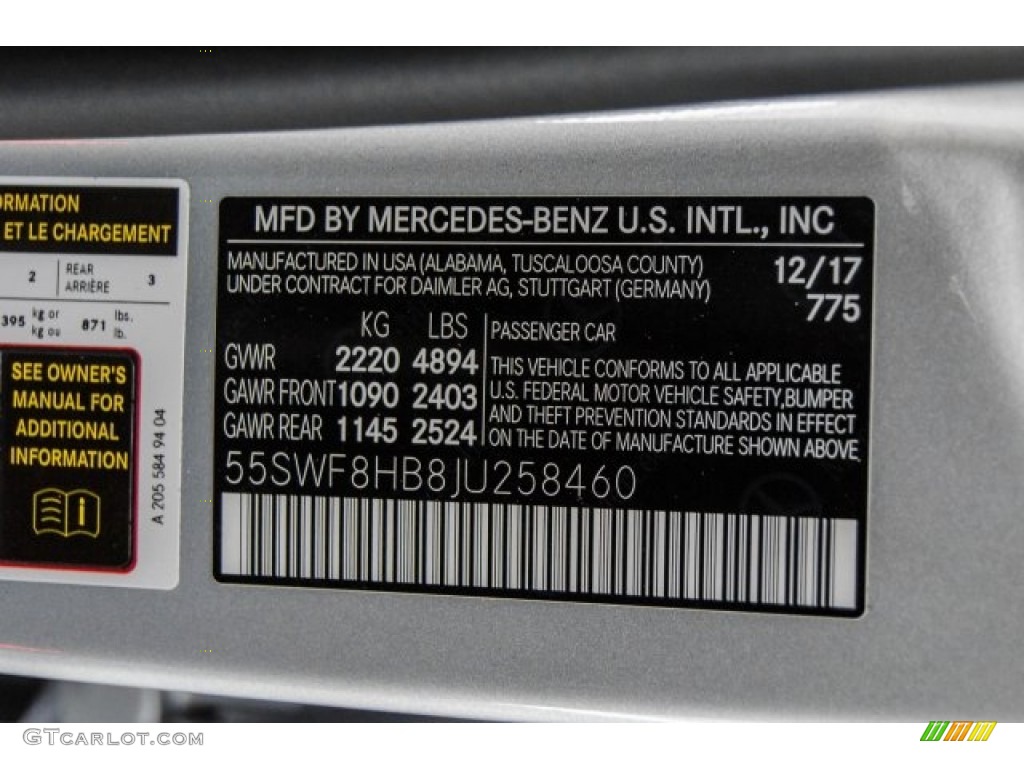 ORMATION
ET LE CHARGEMENT
2 REAR ARRIÈRE 3
395 kg or kg ou 871 lbs. lb.
SEE OWNER'S
MANUAL FOR
ADDITIONAL
INFORMATION
A 205 584 94 04
MFD BY MERCEDES-BENZ U.S. INTL., INC
MANUFACTURED IN USA (ALABAMA, TUSCALOOSA COUNTY)
UNDER CONTRACT FOR DAIMLER AG, STUTTGART (GERMANY)
12/17
775
KG LBS
GVWR 2220 4894
GAWR FRONT 1090 2403
GAWR REAR 1145 2524
PASSENGER CAR
THIS VEHICLE CONFORMS TO ALL APPLICABLE
U.S. FEDERAL MOTOR VEHICLE SAFETY, BUMPER
AND THEFT PREVENTION STANDARDS IN EFFECT
ON THE DATE OF MANUFACTURE SHOWN ABOVE.
55SWF8HB8JU258460
GTCarlot.com